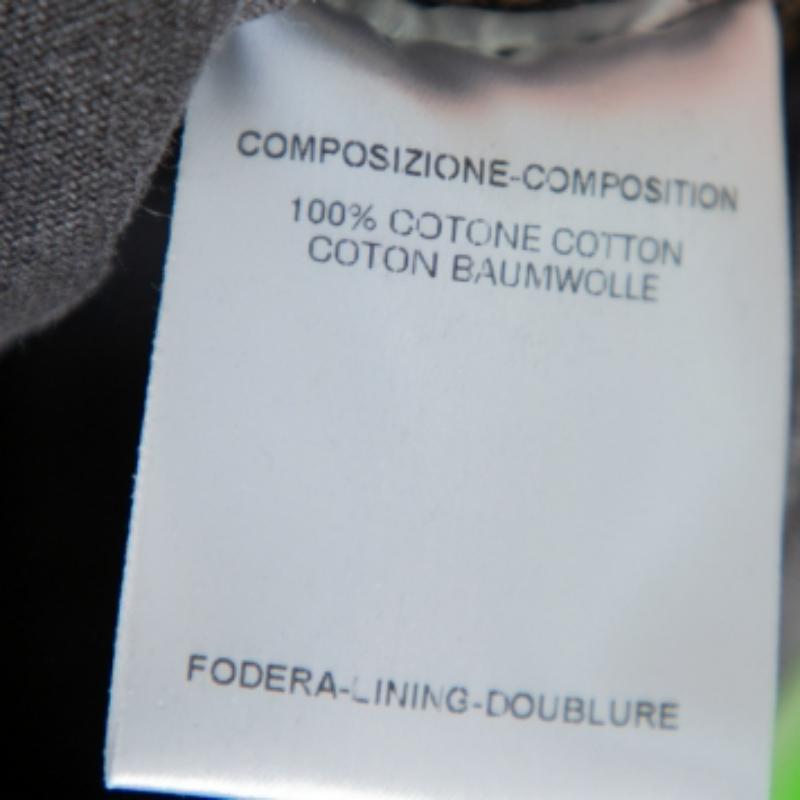 COMPOSIZIONE-COMPOSITION
100% COTONE COTTON
COTON BAUMWOLLE
FODERA-LINING-DOUBLURE